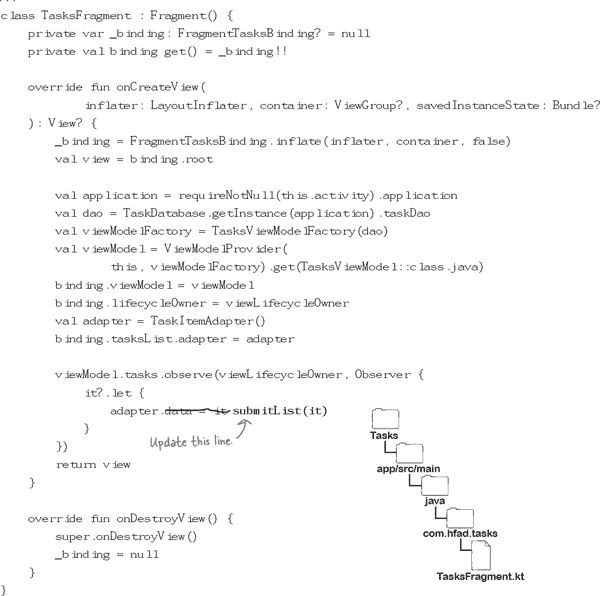 class TasksFragment : Fragment() {
private var _binding: FragmentTasksBinding? = null
private val binding get() = _binding!!
override fun onCreateView(
inflater: LayoutInflater, container: ViewGroup?, savedInstanceState: Bundle?
): View? {
_binding = FragmentTasksBinding.inflate(inflater, container, false)
val view = binding.root
val application = requireNotNull(this.activity).application
val dao = TaskDatabase.getInstance(application).taskDao
val viewModelFactory = TasksViewModelFactory(dao)
val viewModel = ViewModelProvider(
this, viewModelFactory).get(TasksViewModel::class.java)
binding.viewModel = viewModel
binding.lifecycleOwner = viewLifecycleOwner
val adapter = TaskItemAdapter()
binding.tasksList.adapter = adapter
viewModel.tasks.observe(viewLifecycleOwner, Observer {
it?.let {
adapter.data = it submitList(it)
}
Update this line.
})
return view
}
override fun onDestroyView() {
super.onDestroyView()
_binding = null
}
}
Tasks
app/src/main
java
com.hfad.tasks
TasksFragment.kt